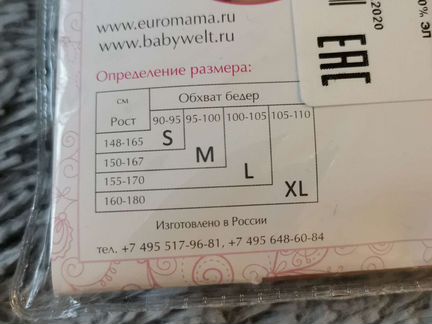 www.euromama.ru
www.babywelt.ru
Определение размера:
см Обхват бедер
Рост 90-95 95-100 100-105 105-110
148-165 S
150-167 M
155-170 L
160-180 XL
Изготовлено в России
тел. +7 495 517-96-81, +7 495 648-60-84
EAC
2020
0% ЭЛ